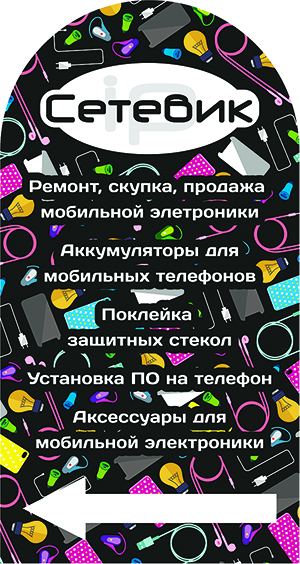 ip
Сетевик
Ремонт, скупка, продажа
мобильной элетроники
Аккумуляторы для
мобильных телефонов
Поклейка
защитных стекол
Установка ПО на телефон
Аксессуары для
мобильной электроники